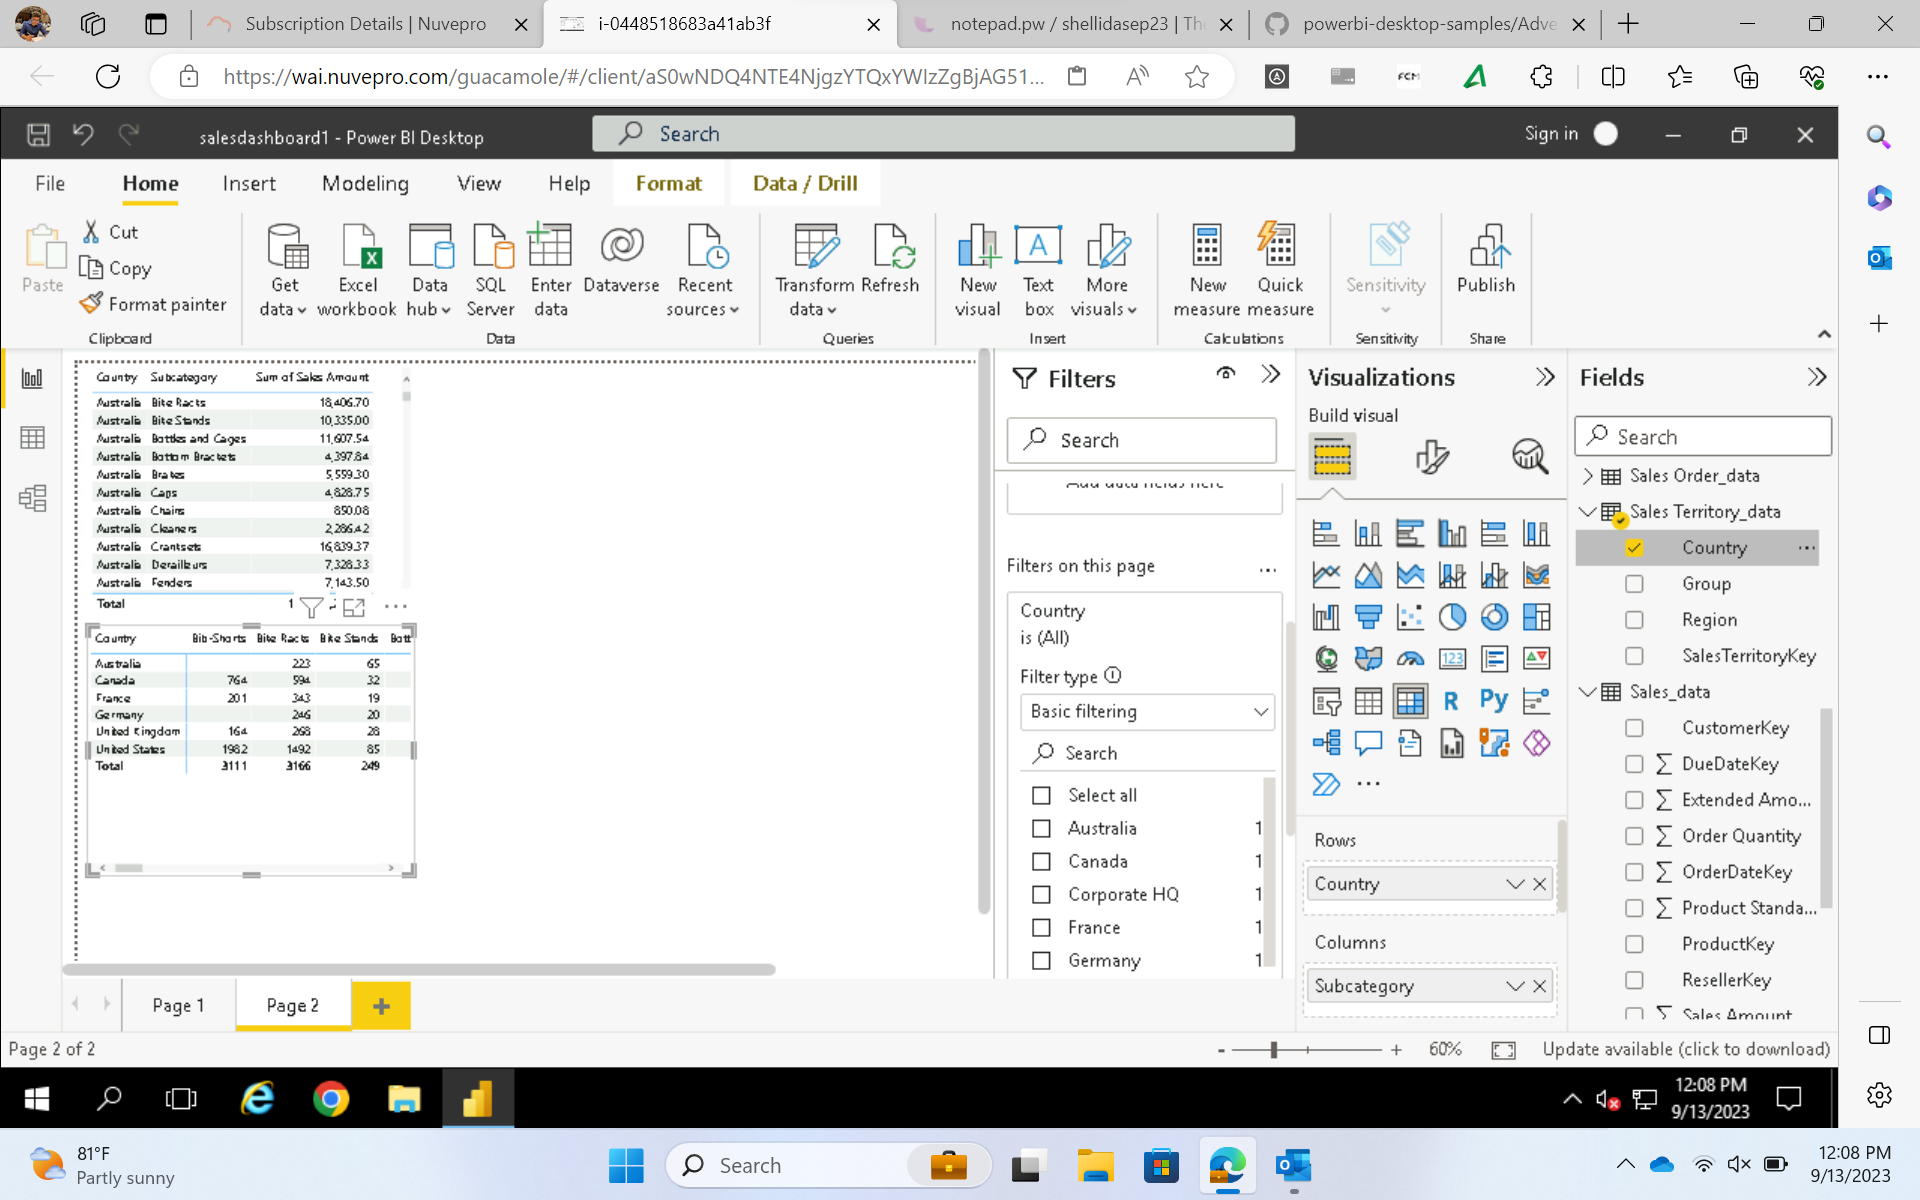 Subscription Details | Nuvepro
i-0448518683a41ab3f
notepad.pw / shellidasep23 | The
powerbi-desktop-samples/Adve
https://wai.nuvepro.com/guacamole/#/client/aS0wNDQ4NTE4NjgzYTQxYWIzZgBjAG51...
FCM
salesdashboard1 - Power BI Desktop
Search
Sign in
File
Home
Insert
Modeling
View
Help
Format
Data / Drill
Paste
Cut
Copy
Format painter
Clipboard
Get data
Excel workbook
Data hub
SQL Server
Enter data
Dataverse
Recent sources
Data
Transform data
Refresh
Queries
New visual
Text box
More visuals
Insert
New measure
Quick measure
Calculations
Sensitivity
Sensitivity
Publish
Share
Country Subcategory Sum of Sales Amount
Australia Bike Racks 18,406.70
Australia Bike Stands 10,335.00
Australia Bottles and Cages 11,607.54
Australia Bottom Brackets 4,397.84
Australia Brakes 5,559.30
Australia Caps 4,828.75
Australia Chains 850.08
Australia Cleaners 2,286.42
Australia Cranksets 16,839.37
Australia Derailleurs 7,328.33
Australia Fenders 7,143.50
Total 1
Country Bib-Shorts Bike Racks Bike Stands Bott
Australia 223 65
Canada 764 594 32
France 201 343 19
Germany 246 20
United Kingdom 164 268 28
United States 1982 1492 85
Total 3111 3166 249
Filters
Search
Add data fields here
Filters on this page
...
Country
is (All)
Filter type
Basic filtering
Search
Select all
Australia 1
Canada 1
Corporate HQ 1
France 1
Germany 1
Visualizations
Build visual
123
R
Py
...
Rows
Country
Columns
Subcategory
Fields
Search
Sales Order_data
Sales Territory_data
Country
Group
Region
SalesTerritoryKey
Sales_data
CustomerKey
DueDateKey
Extended Amo...
Order Quantity
OrderDateKey
Product Standa...
ProductKey
ResellerKey
Sales Amount
Page 1
Page 2
+
Page 2 of 2
- + 60%
Update available (click to download)
12:08 PM
9/13/2023
81°F
Partly sunny
Search
12:08 PM
9/13/2023